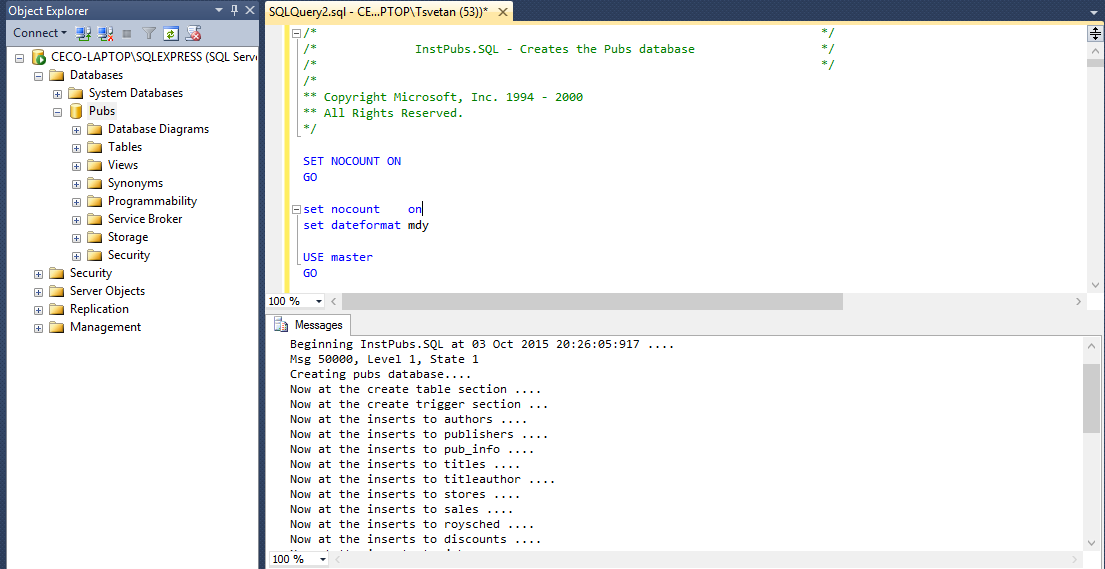 Object Explorer
Connect
CECO-LAPTOP\SQLEXPRESS (SQL Serve
Databases
System Databases
Pubs
Database Diagrams
Tables
Views
Synonyms
Programmability
Service Broker
Storage
Security
Security
Server Objects
Replication
Management
SQLQuery2.sql - CE...PTOP\Tsvetan (53))*
/* */
/* InstPubs.SQL - Creates the Pubs database */
/* */
/*
** Copyright Microsoft, Inc. 1994 - 2000
** All Rights Reserved.
*/
SET NOCOUNT ON
GO
set nocount on
set dateformat mdy
USE master
GO
100 %
Messages
Beginning InstPubs.SQL at 03 Oct 2015 20:26:05:917 ....
Msg 50000, Level 1, State 1
Creating pubs database....
Now at the create table section ....
Now at the create trigger section ...
Now at the inserts to authors ....
Now at the inserts to publishers ....
Now at the inserts to pub_info ....
Now at the inserts to titles ....
Now at the inserts to titleauthor ....
Now at the inserts to stores ....
Now at the inserts to sales ....
Now at the inserts to roysched ....
Now at the inserts to discounts ....
100 %